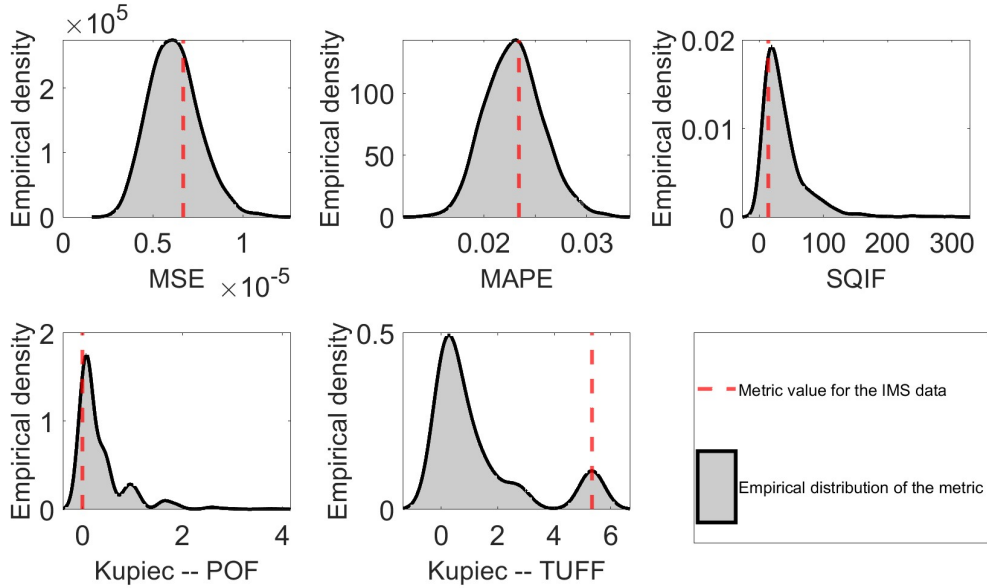 ×10⁵
Empirical density
2
1
0
0
0.5
1
MSE
×10⁻⁵
Empirical density
100
50
0
0.02
0.03
MAPE
Empirical density
0.02
0.01
0
0
100
200
300
SQIF
Empirical density
2
1
0
0
2
4
Kupiec -- POF
Empirical density
0.5
0
0
2
4
6
Kupiec -- TUFF
Metric value for the IMS data
Empirical distribution of the metric